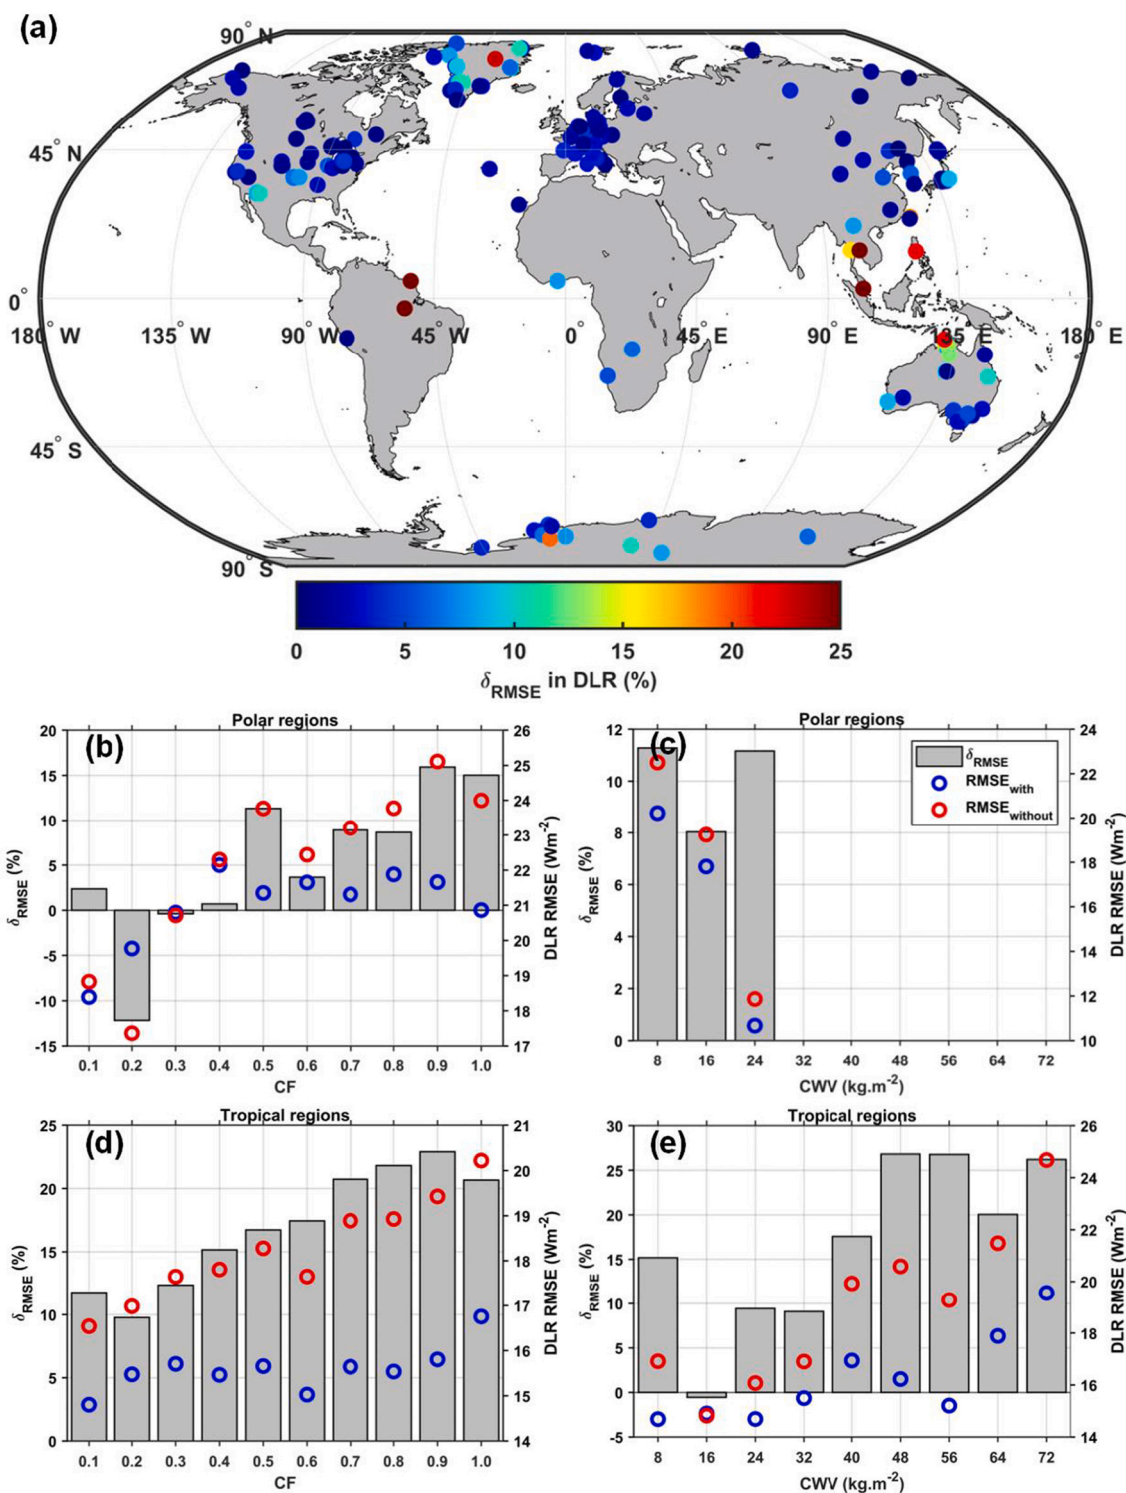 (a)
90° N
45° N
0°
180° W 135° W 90° W 45° W 0° 45° E 90° E 135° E 180° E
45° S
90° S
0 5 10 15 20 25
δRMSE in DLR (%)
Polar regions
(b)
20 15 10 5 0 -5 -10 -15
δRMSE (%)
26 25 24 23 22 21 20 19 18 17
DLR RMSE (Wm-2)
0.1 0.2 0.3 0.4 0.5 0.6 0.7 0.8 0.9 1.0
CF
Polar regions
(c)
12 10 8 6 4 2 0
δRMSE (%)
δRMSE
RMSEwith
RMSEwithout
24 22 20 18 16 14 12 10
DLR RMSE (Wm-2)
8 16 24 32 40 48 56 64 72
CWV (kg.m-2)
Tropical regions
(d)
25 20 15 10 5 0
δRMSE (%)
21 20 19 18 17 16 15 14
DLR RMSE (Wm-2)
0.1 0.2 0.3 0.4 0.5 0.6 0.7 0.8 0.9 1.0
CF
Tropical regions
(e)
30 25 20 15 10 5 0 -5
δRMSE (%)
26 24 22 20 18 16 14
DLR RMSE (Wm-2)
8 16 24 32 40 48 56 64 72
CWV (kg.m-2)